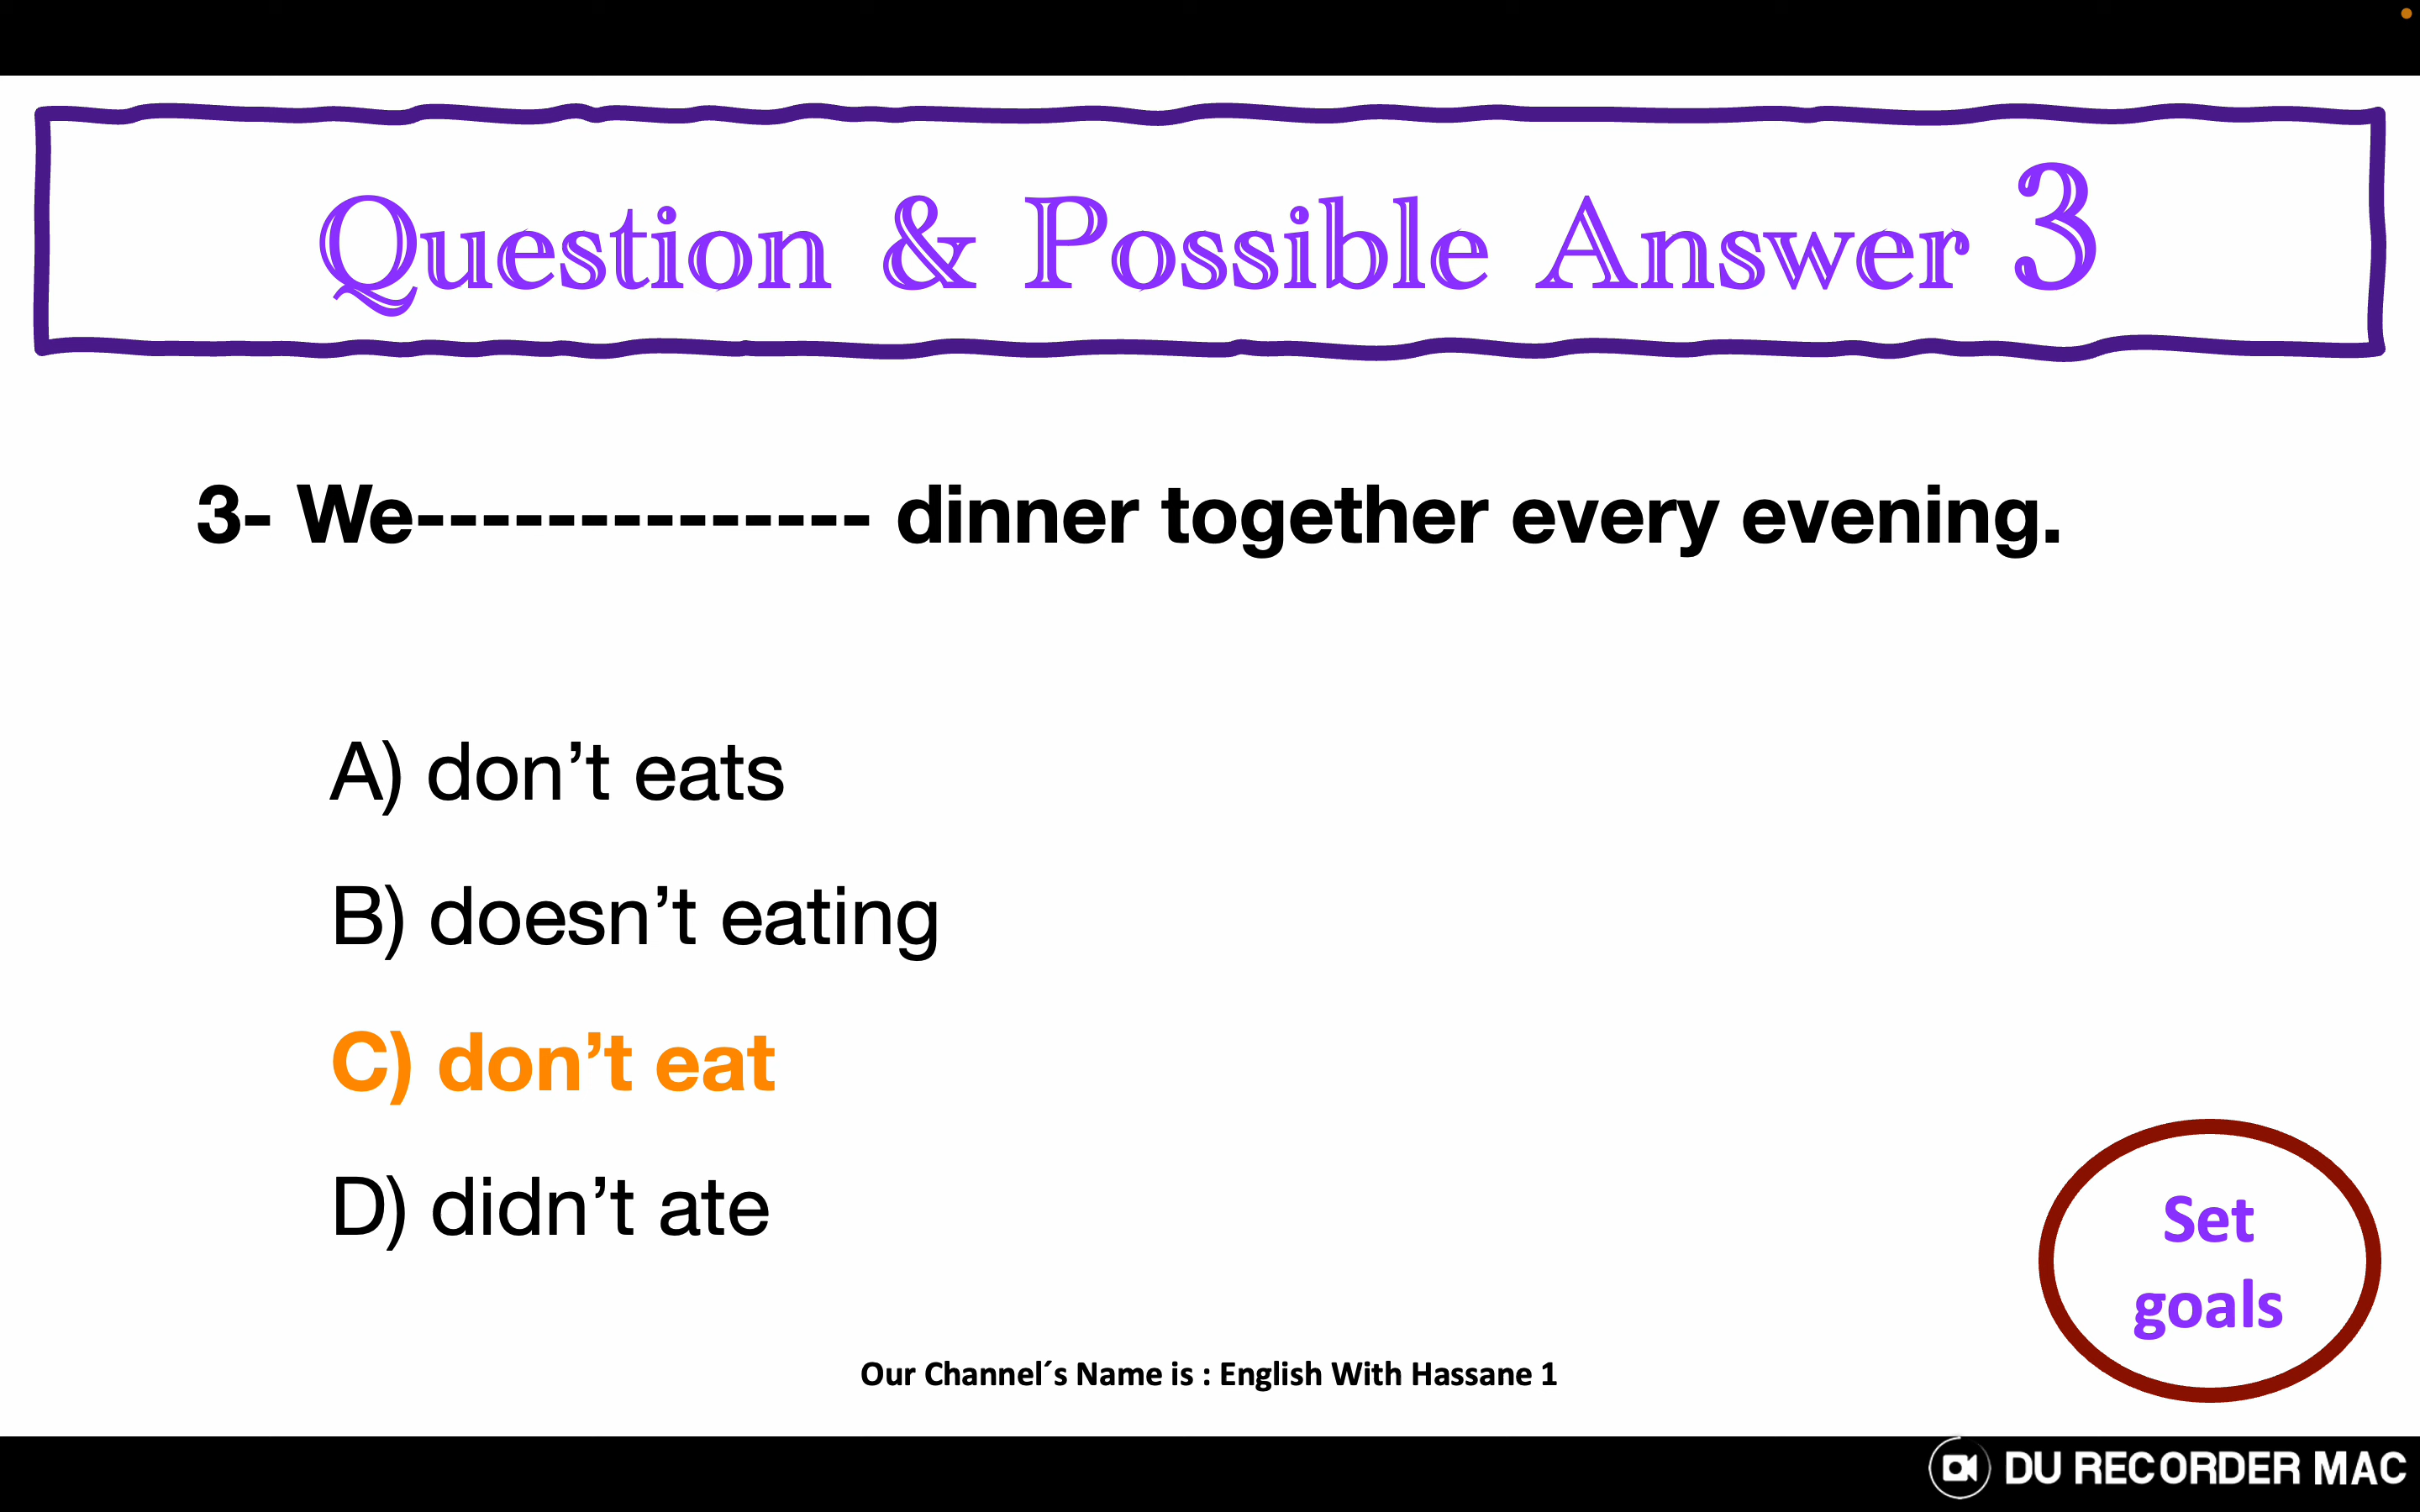 Question & Possible Answer 3
3- We-------------- dinner together every evening.
A) don’t eats
B) doesn’t eating
C) don’t eat
D) didn’t ate
Set
goals
Our Channel´s Name is : English With Hassane 1
DU RECORDER MAC